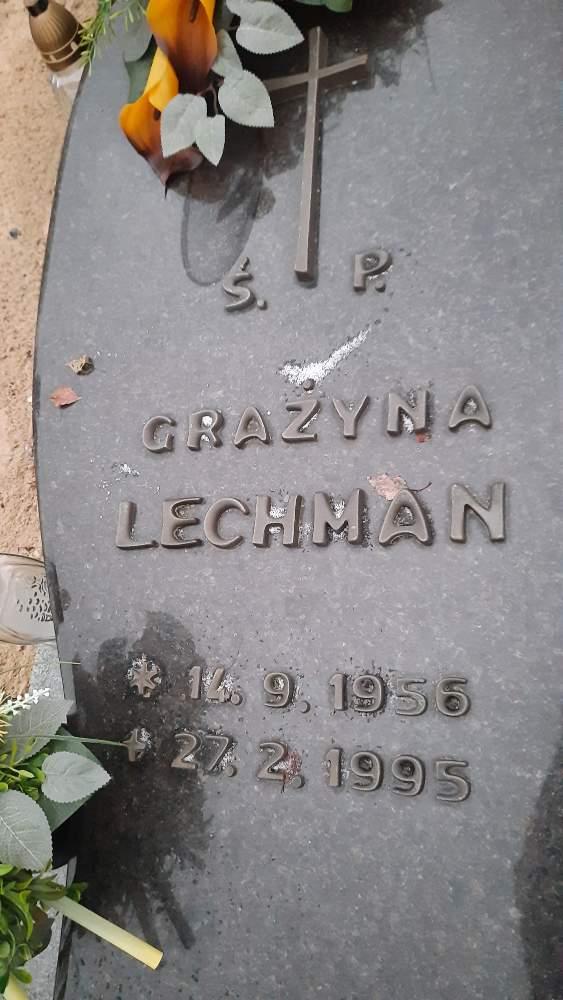 Ś. P.
GRAŻYNA
LECHMAN
* 14. 9. 1956
+ 27. 2. 1995